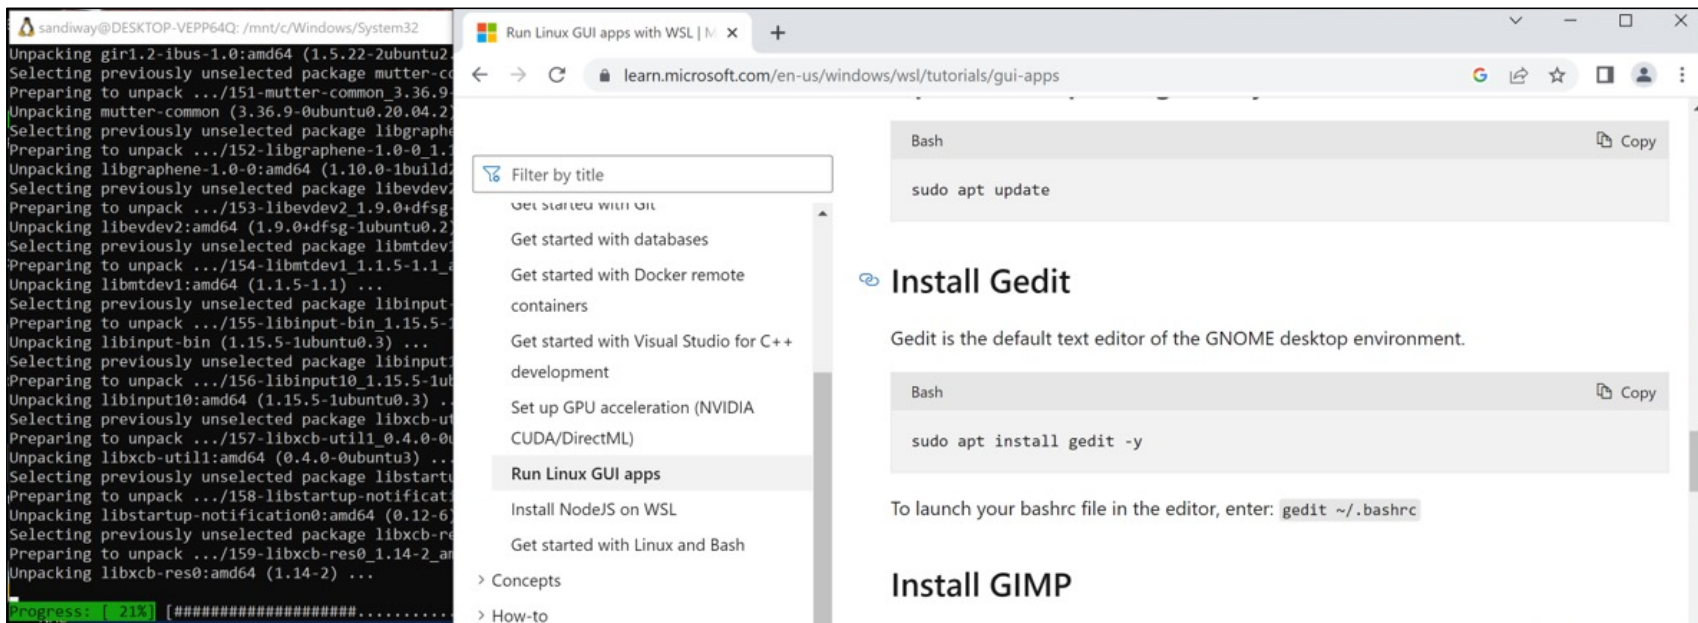 sandiway@DESKTOP-VEPP64Q: /mnt/c/Windows/System32
Unpacking gir1.2-ibus-1.0:amd64 (1.5.22-2ubuntu2.
Selecting previously unselected package mutter-co
Preparing to unpack .../151-mutter-common_3.36.9-
Unpacking mutter-common (3.36.9-0ubuntu0.20.04.2)
Selecting previously unselected package libgraphe
Preparing to unpack .../152-libgraphene-1.0-0_1.1
Unpacking libgraphene-1.0-0:amd64 (1.10.0-1build2
Selecting previously unselected package libevdev2
Preparing to unpack .../153-libevdev2_1.9.0+dfsg-
Unpacking libevdev2:amd64 (1.9.0+dfsg-1ubuntu0.2)
Selecting previously unselected package libmtdev1
Preparing to unpack .../154-libmtdev1_1.1.5-1.1_a
Unpacking libmtdev1:amd64 (1.1.5-1.1) ...
Selecting previously unselected package libinput-
Preparing to unpack .../155-libinput-bin_1.15.5-1
Unpacking libinput-bin (1.15.5-1ubuntu0.3) ...
Selecting previously unselected package libinput1
Preparing to unpack .../156-libinput10_1.15.5-1ub
Unpacking libinput10:amd64 (1.15.5-1ubuntu0.3) ..
Selecting previously unselected package libxcb-ut
Preparing to unpack .../157-libxcb-util1_0.4.0-0u
Unpacking libxcb-util1:amd64 (0.4.0-0ubuntu3) ...
Selecting previously unselected package libstartu
Preparing to unpack .../158-libstartup-notificati
Unpacking libstartup-notification0:amd64 (0.12-6)
Selecting previously unselected package libxcb-re
Preparing to unpack .../159-libxcb-res0_1.14-2_am
Unpacking libxcb-res0:amd64 (1.14-2) ...
Progress: [ 21%] [####################...........
Run Linux GUI apps with WSL | M
learn.microsoft.com/en-us/windows/wsl/tutorials/gui-apps
Filter by title
Get started with Git
Get started with databases
Get started with Docker remote
containers
Get started with Visual Studio for C++
development
Set up GPU acceleration (NVIDIA
CUDA/DirectML)
Run Linux GUI apps
Install NodeJS on WSL
Get started with Linux and Bash
> Concepts
> How-to
Bash Copy
sudo apt update
Install Gedit
Gedit is the default text editor of the GNOME desktop environment.
Bash Copy
sudo apt install gedit -y
To launch your bashrc file in the editor, enter: gedit ~/.bashrc
Install GIMP